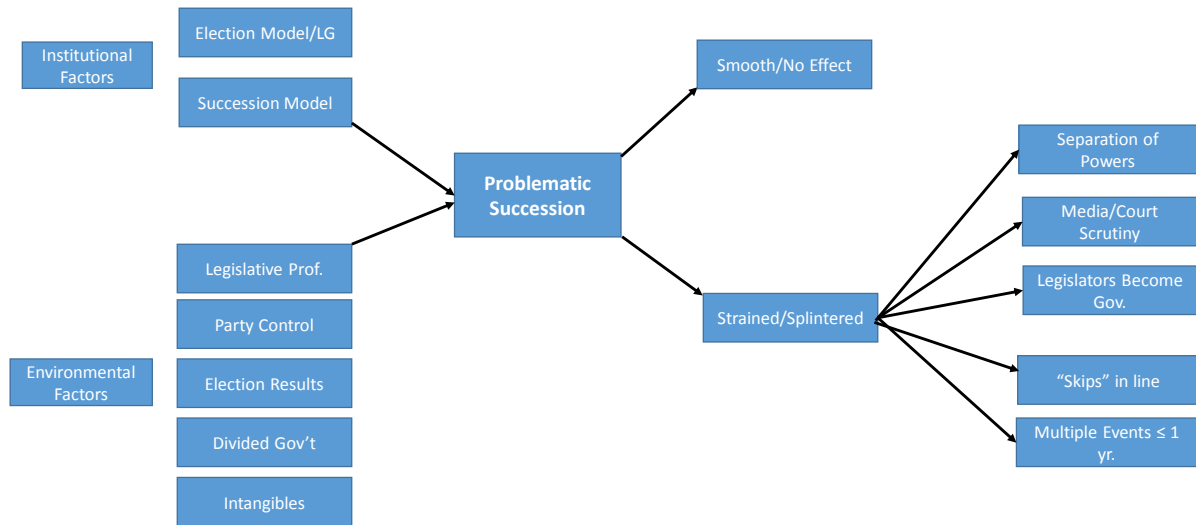 Institutional
Factors
Election Model/LG
Succession Model
Environmental
Factors
Legislative Prof.
Party Control
Election Results
Divided Gov’t
Intangibles
Problematic
Succession
Smooth/No Effect
Strained/Splintered
Separation of
Powers
Media/Court
Scrutiny
Legislators Become
Gov.
“Skips” in line
Multiple Events ≤ 1
yr.